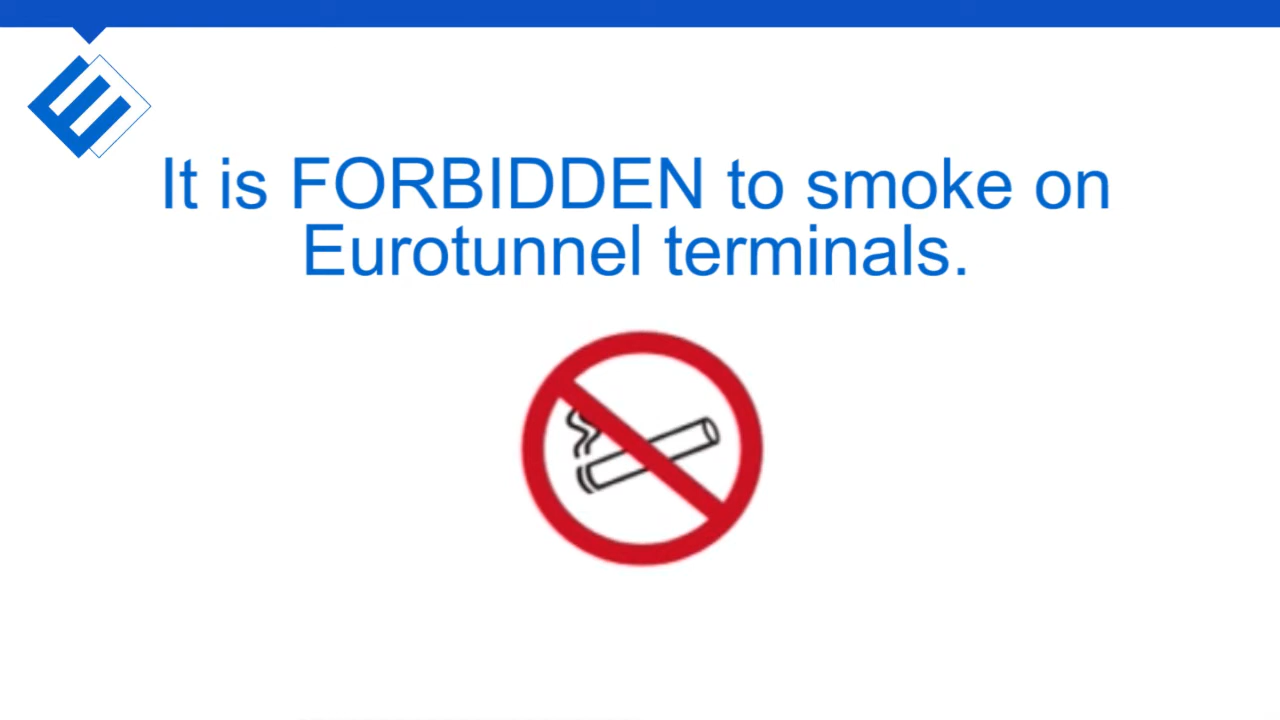 It is FORBIDDEN to smoke on
Eurotunnel terminals.